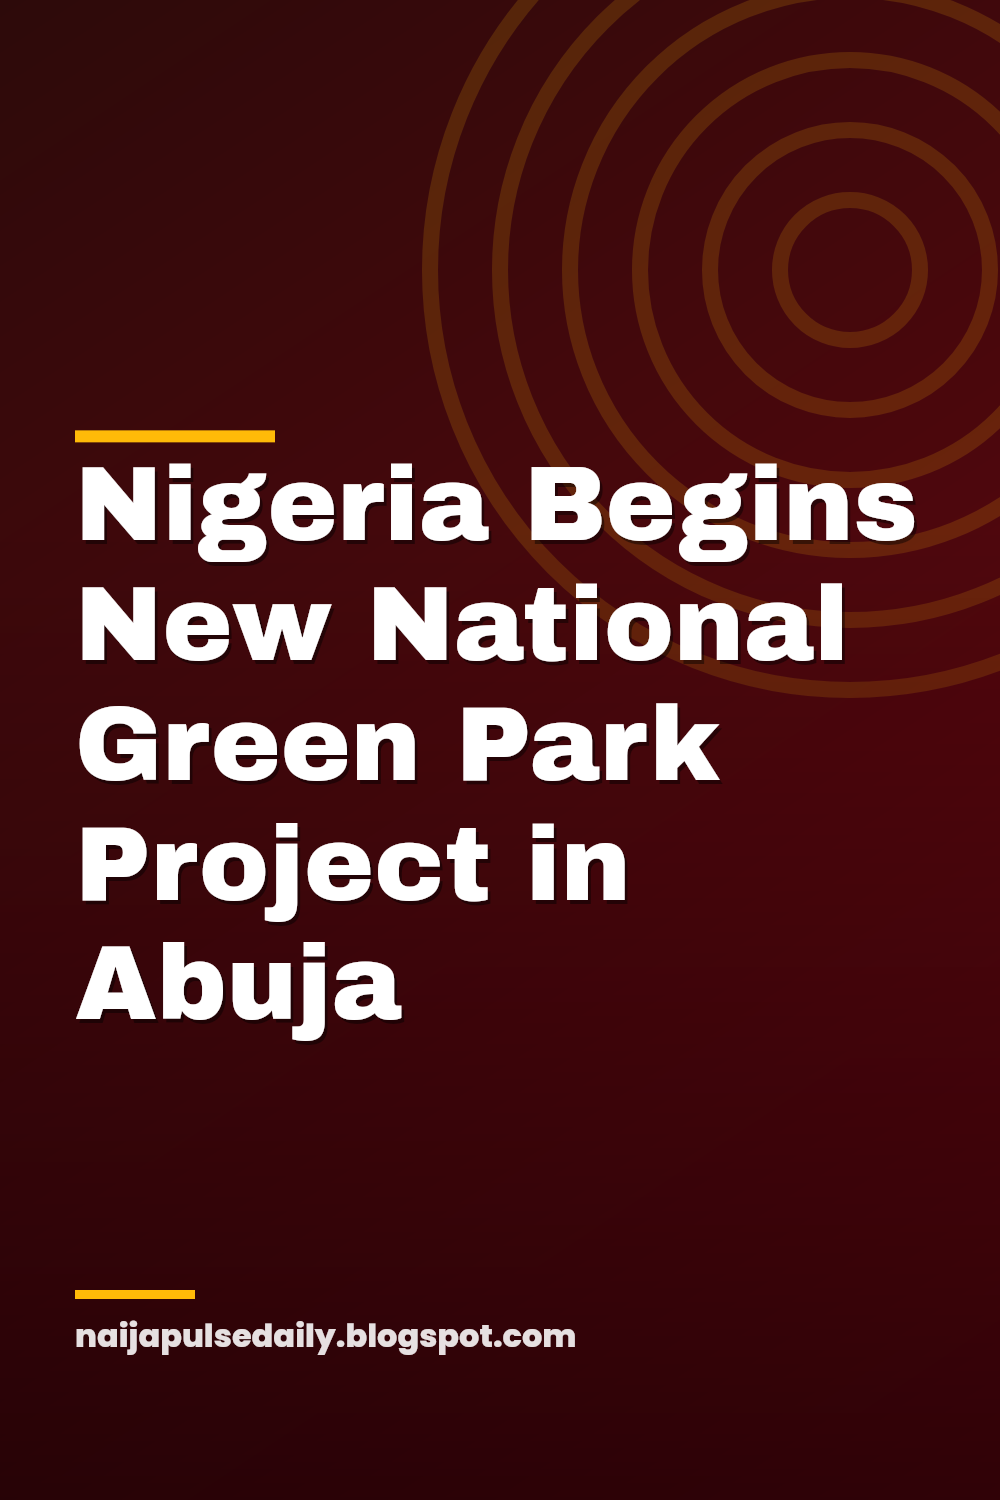 Nigeria Begins
New National
Green Park
Project in
Abuja
naijapulsedaily.blogspot.com